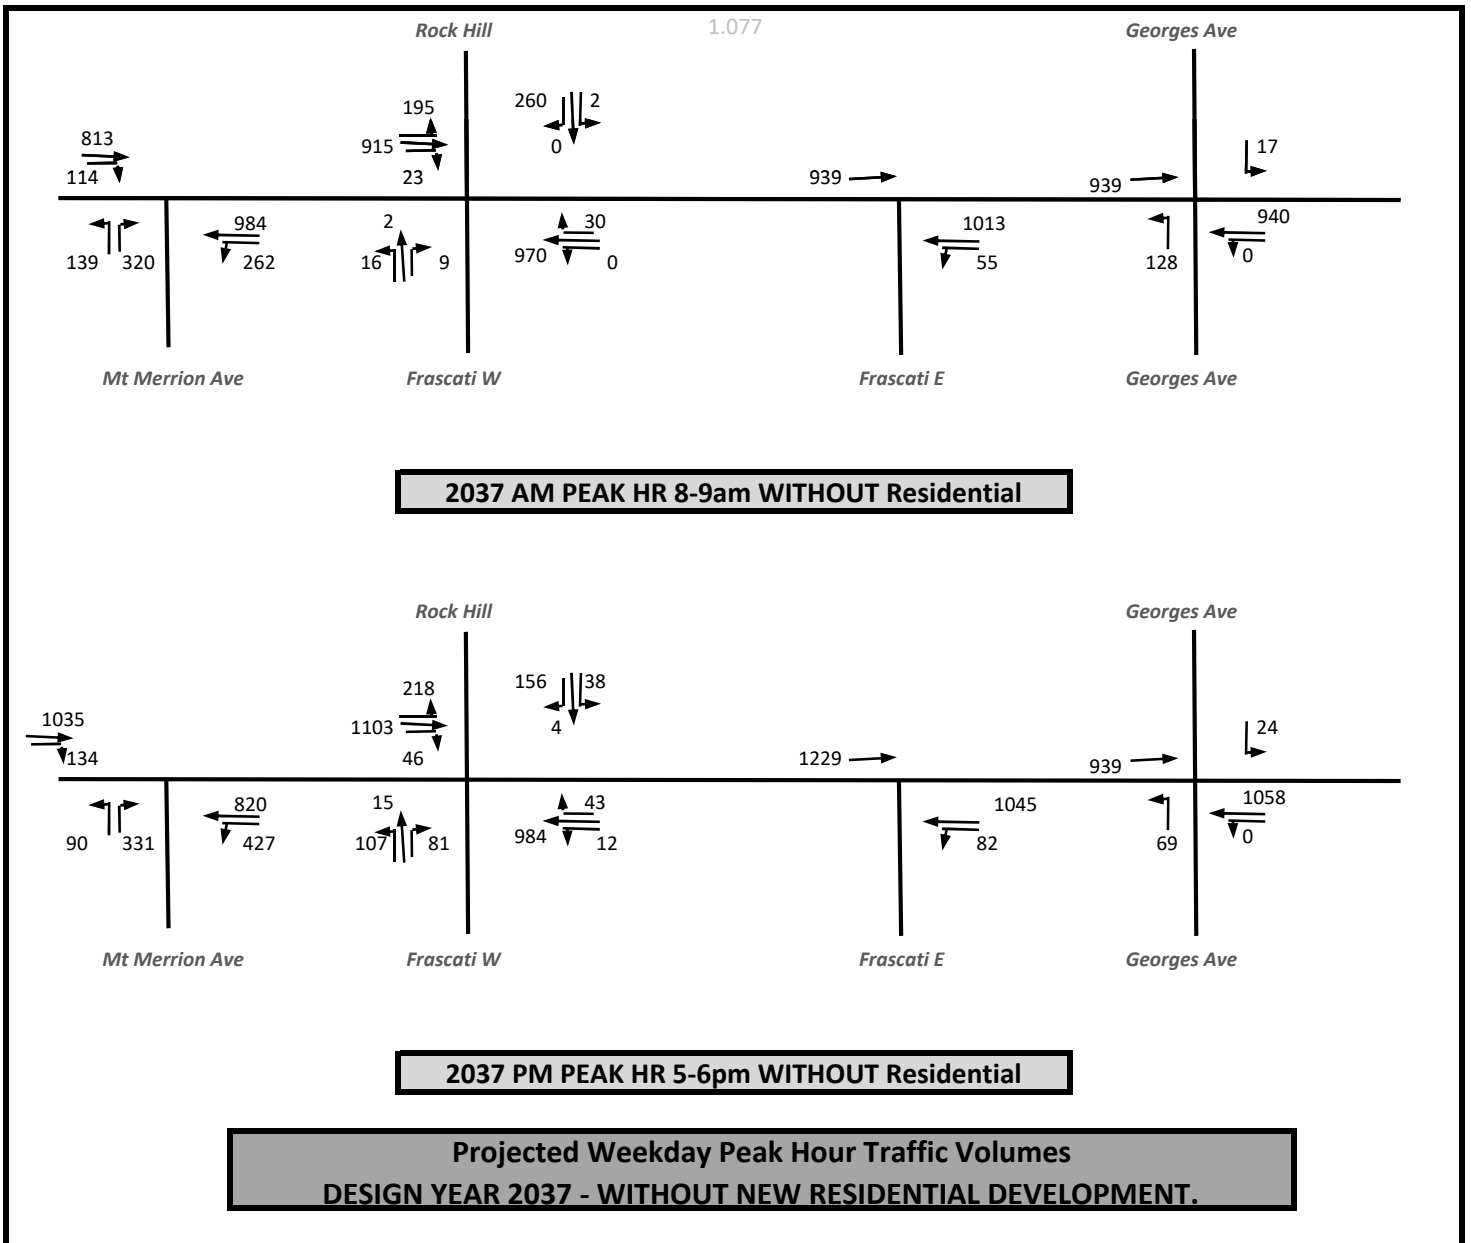 Rock Hill 1.077 Georges Ave
195 260 2
813 915 0 17
114 23 939 939
2 30 1013 940
984 970 0
139 320 262 16 9 55 128 0
Mt Merrion Ave Frascati W Frascati E Georges Ave
2037 AM PEAK HR 8-9am WITHOUT Residential
Rock Hill Georges Ave
218 156 38
1035 1103 4 24
134 46 1229 939
820 15 43 1045 1058
90 331 427 107 81 984 12 82 69 0
Mt Merrion Ave Frascati W Frascati E Georges Ave
2037 PM PEAK HR 5-6pm WITHOUT Residential
Projected Weekday Peak Hour Traffic Volumes
DESIGN YEAR 2037 - WITHOUT NEW RESIDENTIAL DEVELOPMENT.